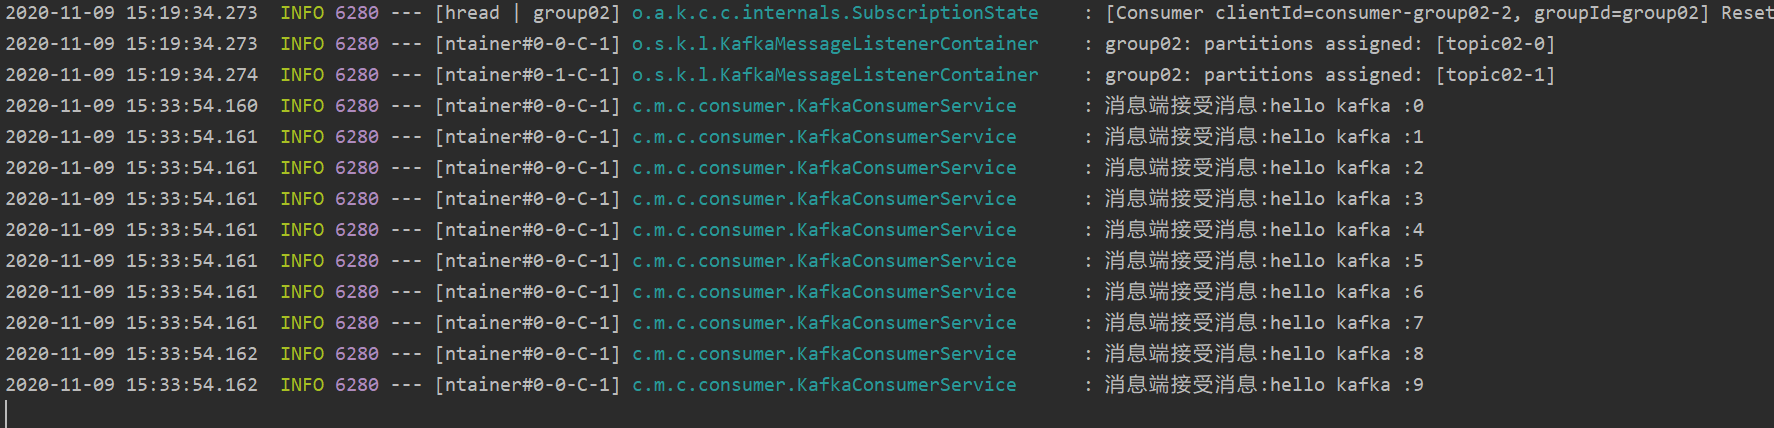 2020-11-09 15:19:34.273  INFO 6280 --- [hread | group02] o.a.k.c.c.internals.SubscriptionState    : [Consumer clientId=consumer-group02-2, groupId=group02] Reset
2020-11-09 15:19:34.273  INFO 6280 --- [ntainer#0-0-C-1] o.s.k.l.KafkaMessageListenerContainer    : group02: partitions assigned: [topic02-0]
2020-11-09 15:19:34.274  INFO 6280 --- [ntainer#0-1-C-1] o.s.k.l.KafkaMessageListenerContainer    : group02: partitions assigned: [topic02-1]
2020-11-09 15:33:54.160  INFO 6280 --- [ntainer#0-0-C-1] c.m.c.consumer.KafkaConsumerService      : 消息端接受消息:hello kafka :0
2020-11-09 15:33:54.161  INFO 6280 --- [ntainer#0-0-C-1] c.m.c.consumer.KafkaConsumerService      : 消息端接受消息:hello kafka :1
2020-11-09 15:33:54.161  INFO 6280 --- [ntainer#0-0-C-1] c.m.c.consumer.KafkaConsumerService      : 消息端接受消息:hello kafka :2
2020-11-09 15:33:54.161  INFO 6280 --- [ntainer#0-0-C-1] c.m.c.consumer.KafkaConsumerService      : 消息端接受消息:hello kafka :3
2020-11-09 15:33:54.161  INFO 6280 --- [ntainer#0-0-C-1] c.m.c.consumer.KafkaConsumerService      : 消息端接受消息:hello kafka :4
2020-11-09 15:33:54.161  INFO 6280 --- [ntainer#0-0-C-1] c.m.c.consumer.KafkaConsumerService      : 消息端接受消息:hello kafka :5
2020-11-09 15:33:54.161  INFO 6280 --- [ntainer#0-0-C-1] c.m.c.consumer.KafkaConsumerService      : 消息端接受消息:hello kafka :6
2020-11-09 15:33:54.161  INFO 6280 --- [ntainer#0-0-C-1] c.m.c.consumer.KafkaConsumerService      : 消息端接受消息:hello kafka :7
2020-11-09 15:33:54.162  INFO 6280 --- [ntainer#0-0-C-1] c.m.c.consumer.KafkaConsumerService      : 消息端接受消息:hello kafka :8
2020-11-09 15:33:54.162  INFO 6280 --- [ntainer#0-0-C-1] c.m.c.consumer.KafkaConsumerService      : 消息端接受消息:hello kafka :9